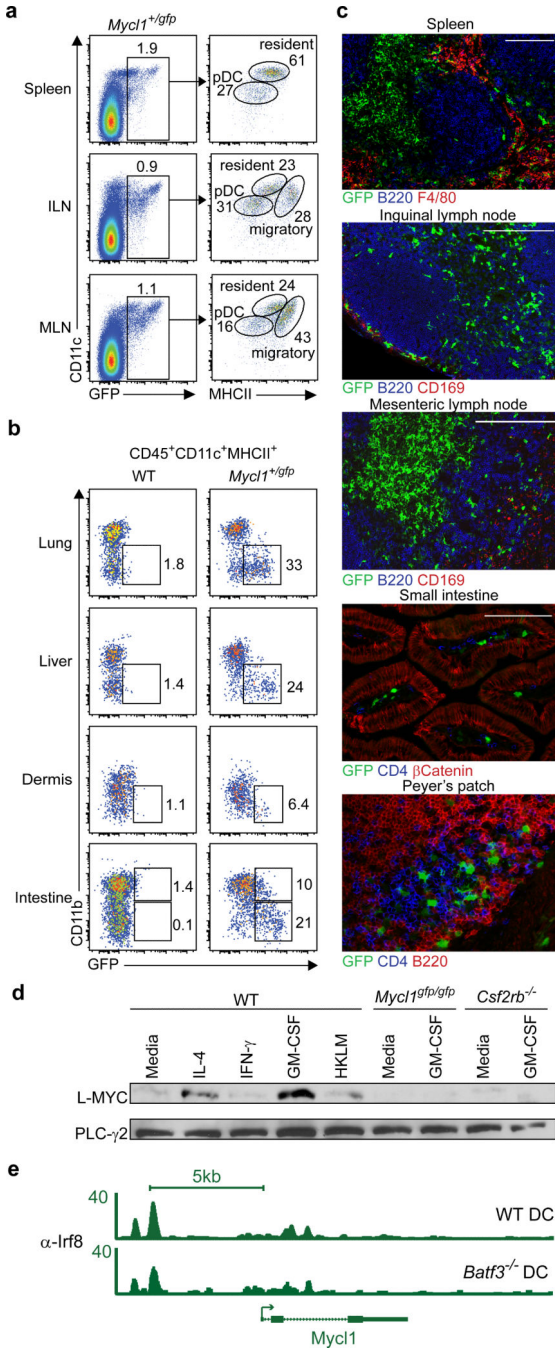 a
Mycl1+/gfp
1.9
resident
61
pDC
27
Spleen
0.9
resident 23
pDC
31
28
migratory
ILN
1.1
resident 24
pDC
16
43
migratory
MLN
CD11c
GFP
MHCII
b
CD45+CD11c+MHCII+
WT
Mycl1+/gfp
Lung
1.8
33
Liver
1.4
24
Dermis
1.1
6.4
Intestine
1.4
0.1
10
21
CD11b
GFP
c
Spleen
GFP B220 F4/80
Inguinal lymph node
GFP B220 CD169
Mesenteric lymph node
GFP B220 CD169
Small intestine
GFP CD4 βCatenin
Peyer's patch
GFP CD4 B220
d
WT
Mycl1gfp/gfp
Csf2rb-/-
Media
IL-4
IFN-γ
GM-CSF
HKLM
Media
GM-CSF
Media
GM-CSF
L-MYC
PLC-γ2
e
5kb
40
WT DC
α-Irf8
40
Batf3-/- DC
Mycl1